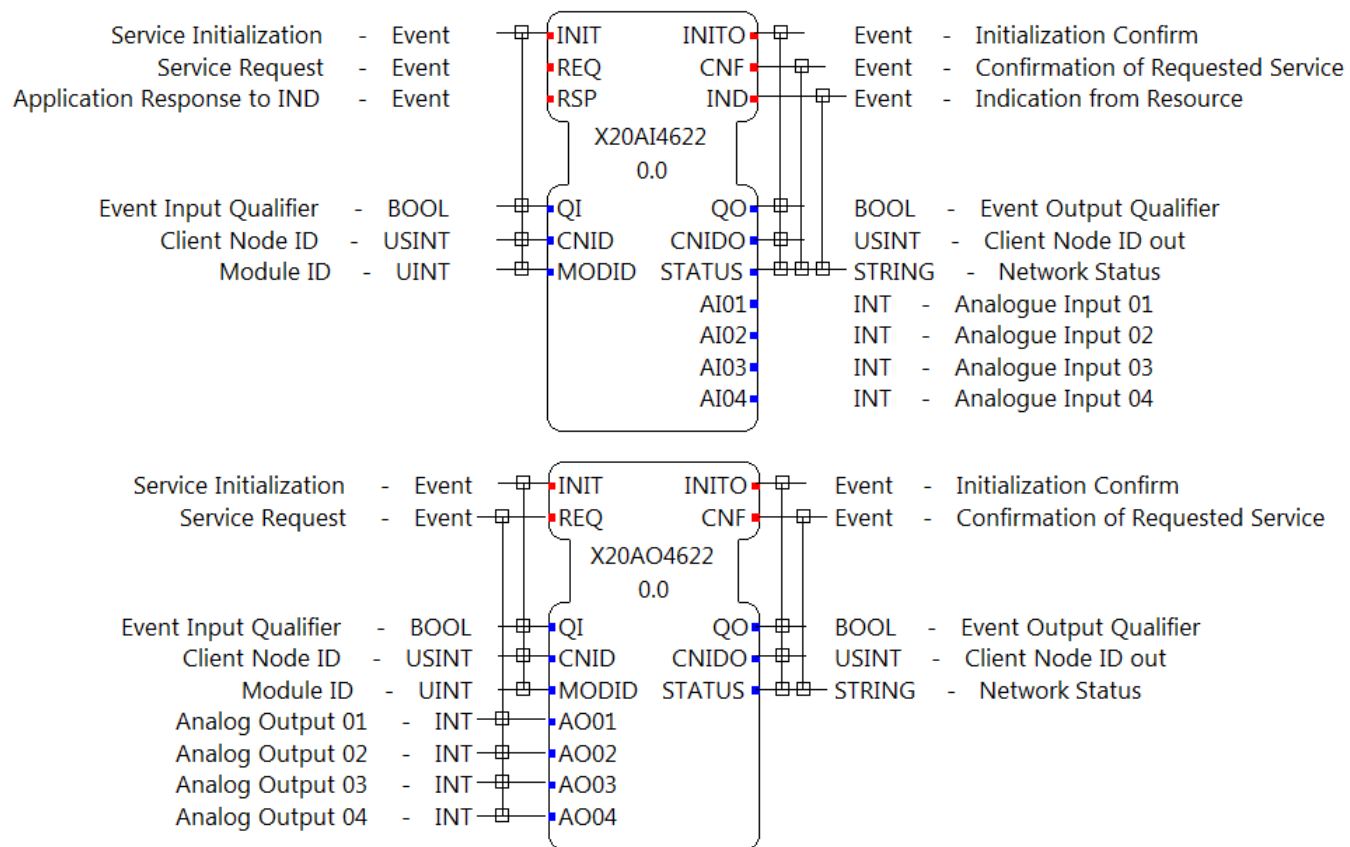 Service Initialization - Event INIT INITO Event - Initialization Confirm
Service Request - Event REQ CNF Event - Confirmation of Requested Service
Application Response to IND - Event RSP IND Event - Indication from Resource
X20AI4622
0.0
Event Input Qualifier - BOOL QI QO BOOL - Event Output Qualifier
Client Node ID - USINT CNID CNIDO USINT - Client Node ID out
Module ID - UINT MODID STATUS STRING - Network Status
AI01 INT - Analogue Input 01
AI02 INT - Analogue Input 02
AI03 INT - Analogue Input 03
AI04 INT - Analogue Input 04
Service Initialization - Event INIT INITO Event - Initialization Confirm
Service Request - Event REQ CNF Event - Confirmation of Requested Service
X20AO4622
0.0
Event Input Qualifier - BOOL QI QO BOOL - Event Output Qualifier
Client Node ID - USINT CNID CNIDO USINT - Client Node ID out
Module ID - UINT MODID STATUS STRING - Network Status
Analog Output 01 - INT AO01
Analog Output 02 - INT AO02
Analog Output 03 - INT AO03
Analog Output 04 - INT AO04